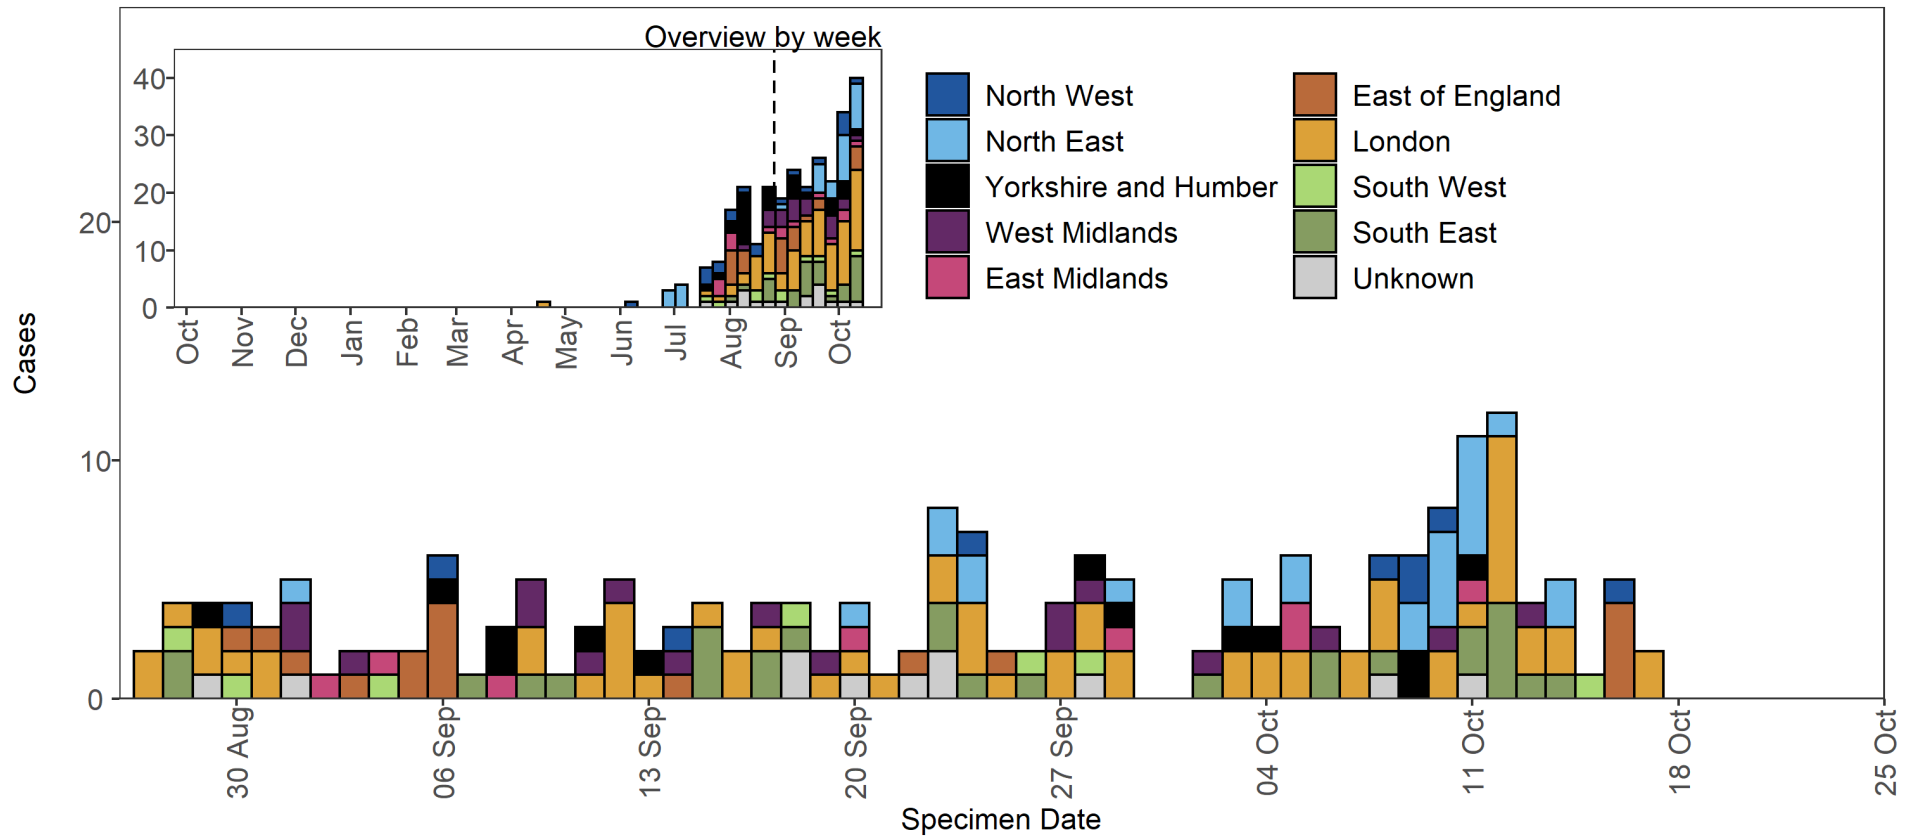 Overview by week
40
30
20
10
0
Oct
Nov
Dec
Jan
Feb
Mar
Apr
May
Jun
Jul
Aug
Sep
Oct
North West
North East
Yorkshire and Humber
West Midlands
East Midlands
East of England
London
South West
South East
Unknown
Cases
20
10
0
30 Aug
06 Sep
13 Sep
20 Sep
27 Sep
04 Oct
11 Oct
18 Oct
25 Oct
Specimen Date